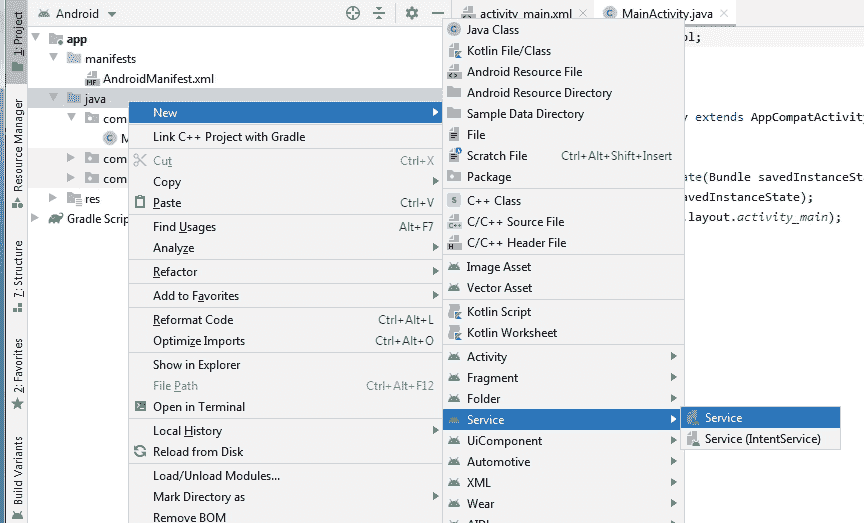 Android
activity_main.xml
MainActivity.java
1: Project
Resource Manager
7: Structure
2: Favorites
Build Variants
app
manifests
AndroidManifest.xml
java
com
M
com
com
res
Gradle Scrip
New
Link C++ Project with Gradle
Cut Ctrl+X
Copy
Paste Ctrl+V
Find Usages Alt+F7
Analyze
Refactor
Add to Favorites
Reformat Code Ctrl+Alt+L
Optimize Imports Ctrl+Alt+O
Show in Explorer
File Path Ctrl+Alt+F12
Open in Terminal
Local History
Reload from Disk
Load/Unload Modules...
Mark Directory as
Remove BOM
Java Class
Kotlin File/Class
Android Resource File
Android Resource Directory
Sample Data Directory
File
Scratch File Ctrl+Alt+Shift+Insert
Package
C++ Class
C/C++ Source File
C/C++ Header File
Image Asset
Vector Asset
Kotlin Script
Kotlin Worksheet
Activity
Fragment
Folder
Service
UiComponent
Automotive
XML
Wear
AIDL
Service
Service (IntentService)
ol;
y extends AppCompatActivity
ate(Bundle savedInstanceSta
avedInstanceState);
.layout.activity_main);